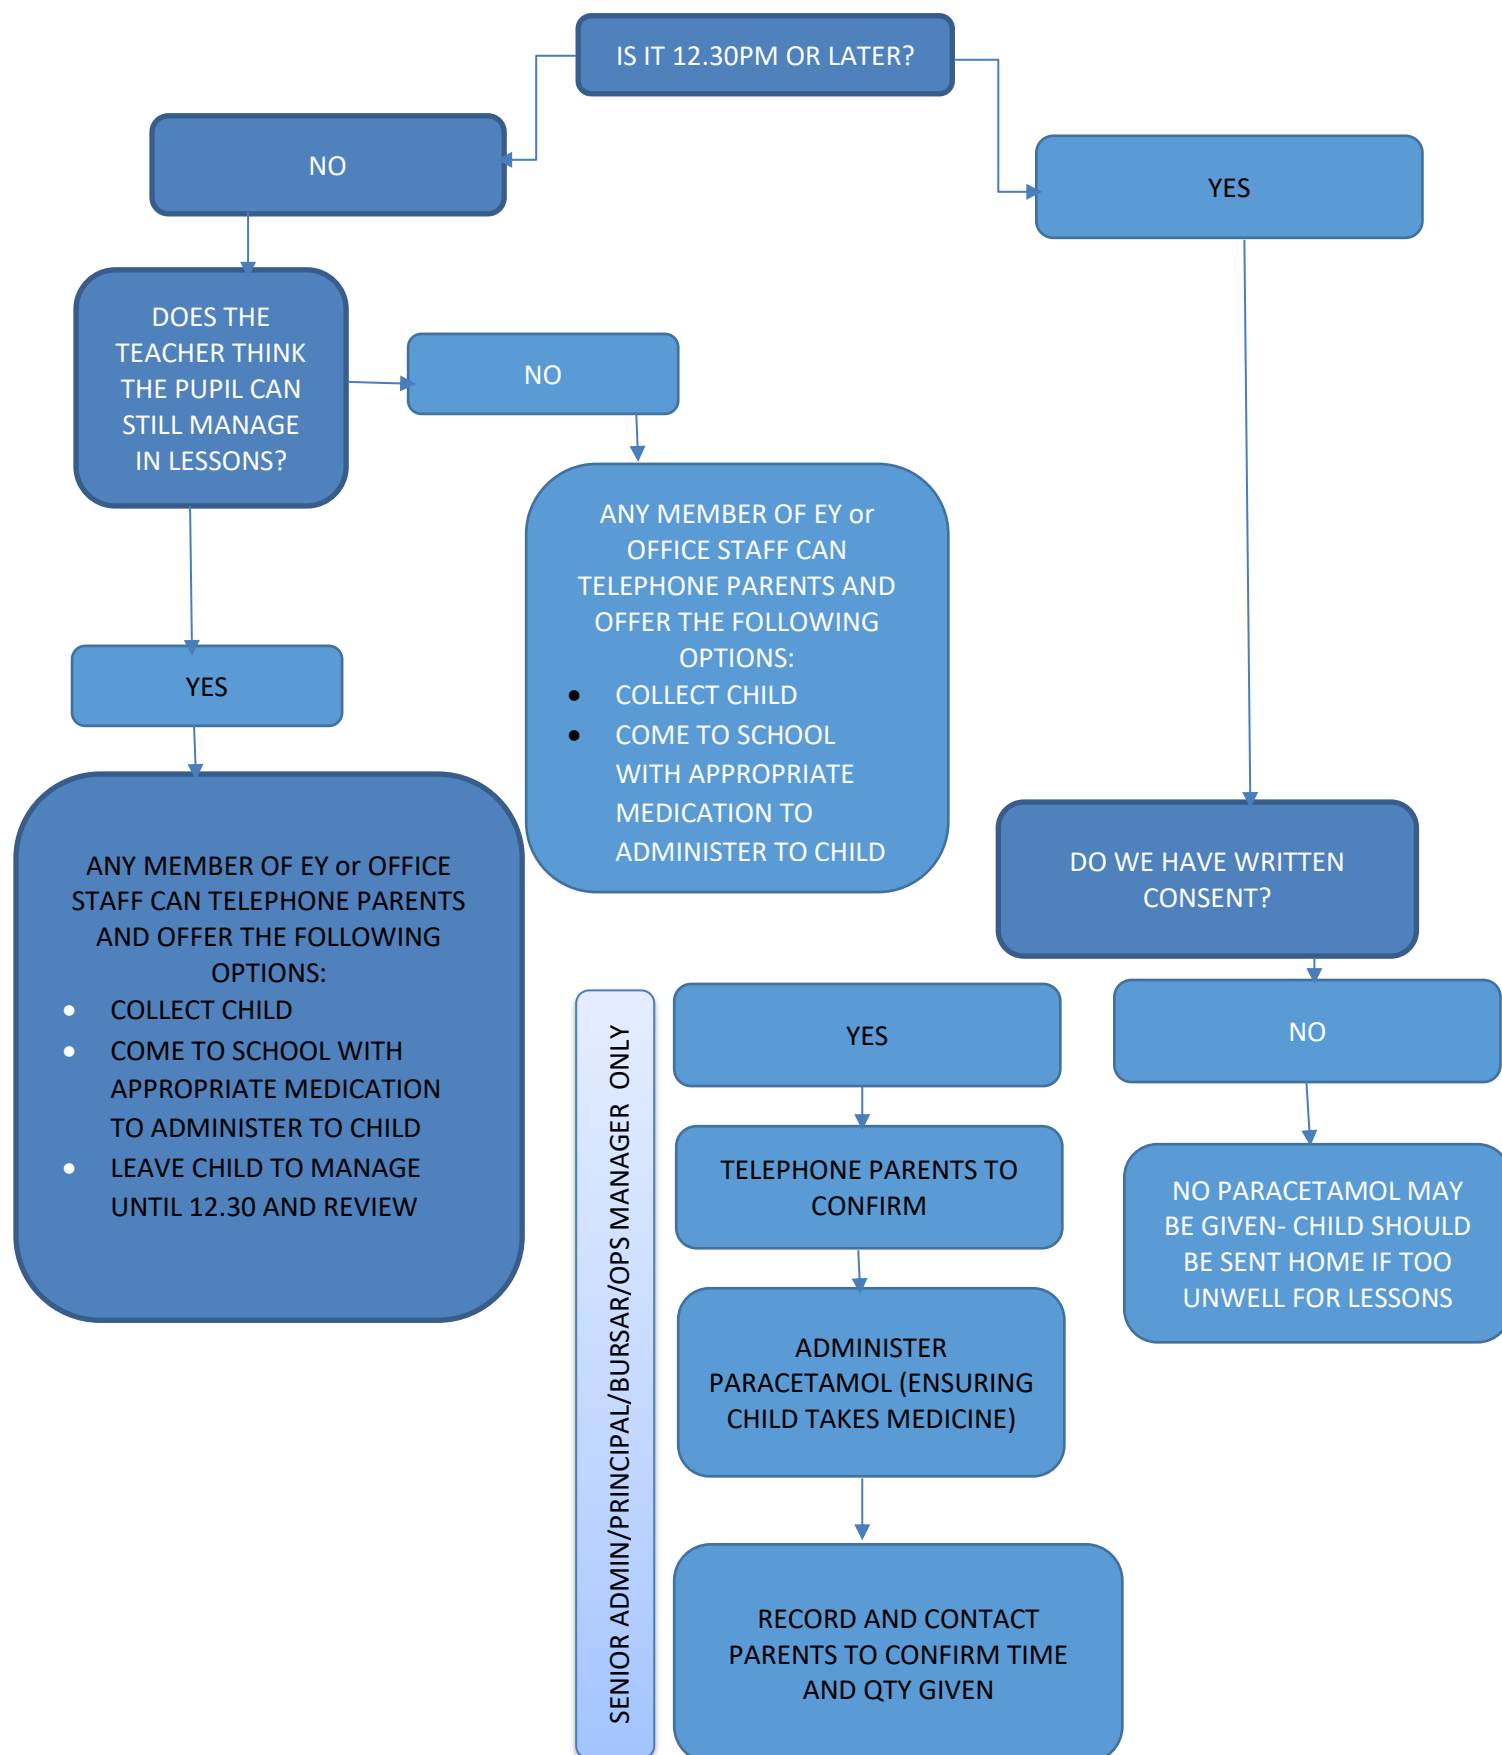 IS IT 12.30PM OR LATER?
NO
YES
DOES THE
TEACHER THINK
THE PUPIL CAN
STILL MANAGE
IN LESSONS?
NO
ANY MEMBER OF EY or
OFFICE STAFF CAN
TELEPHONE PARENTS AND
OFFER THE FOLLOWING
OPTIONS:
• COLLECT CHILD
• COME TO SCHOOL
WITH APPROPRIATE
MEDICATION TO
ADMINISTER TO CHILD
YES
ANY MEMBER OF EY or OFFICE
STAFF CAN TELEPHONE PARENTS
AND OFFER THE FOLLOWING
OPTIONS:
• COLLECT CHILD
• COME TO SCHOOL WITH
APPROPRIATE MEDICATION
TO ADMINISTER TO CHILD
• LEAVE CHILD TO MANAGE
UNTIL 12.30 AND REVIEW
DO WE HAVE WRITTEN
CONSENT?
NO
NO PARACETAMOL MAY
BE GIVEN- CHILD SHOULD
BE SENT HOME IF TOO
UNWELL FOR LESSONS
SENIOR ADMIN/PRINCIPAL/BURSAR/OPS MANAGER ONLY
YES
TELEPHONE PARENTS TO
CONFIRM
ADMINISTER
PARACETAMOL (ENSURING
CHILD TAKES MEDICINE)
RECORD AND CONTACT
PARENTS TO CONFIRM TIME
AND QTY GIVEN